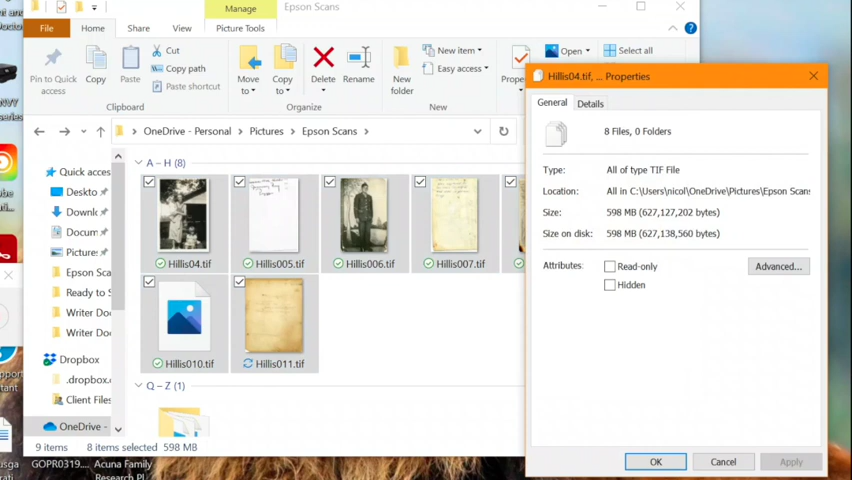 Manage
Epson Scans
File
Home
Share
View
Picture Tools
Pin to Quick access
Copy
Paste
Cut
Copy path
Paste shortcut
Clipboard
Move to
Copy to
Delete
Rename
Organize
New folder
New item
Easy access
New
Open
Select all
OneDrive - Personal
Pictures
Epson Scans
Quick access
Deskto
Downlo
Docum
Picture
Epson Sc
Ready to S
Writer Doc
Writer Doc
Dropbox
.dropbox.c
Client Files
OneDrive -
A – H (8)
Hillis04.tif
Hillis005.tif
Hillis006.tif
Hillis007.tif
Hillis010.tif
Hillis011.tif
Q – Z (1)
9 items
8 items selected
598 MB
GOPR0319....
Acuna Family
Research Pl...
Hillis04.tif, ... Properties
General
Details
8 Files, 0 Folders
Type:
All of type TIF File
Location:
All in C:\Users\nicol\OneDrive\Pictures\Epson Scans
Size:
598 MB (627,127,202 bytes)
Size on disk:
598 MB (627,138,560 bytes)
Attributes:
Read-only
Advanced...
Hidden
OK
Cancel
Apply